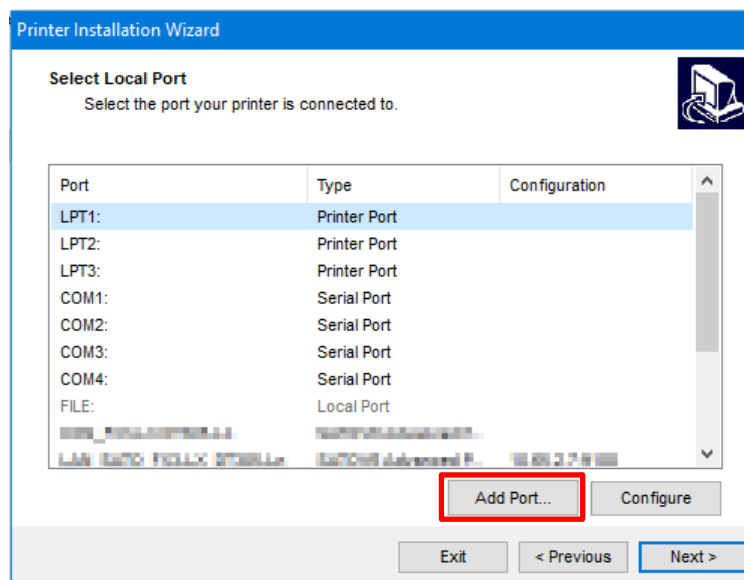 Printer Installation Wizard
Select Local Port
Select the port your printer is connected to.
Port Type Configuration
LPT1: Printer Port
LPT2: Printer Port
LPT3: Printer Port
COM1: Serial Port
COM2: Serial Port
COM3: Serial Port
COM4: Serial Port
FILE: Local Port
Add Port... Configure
Exit < Previous Next >